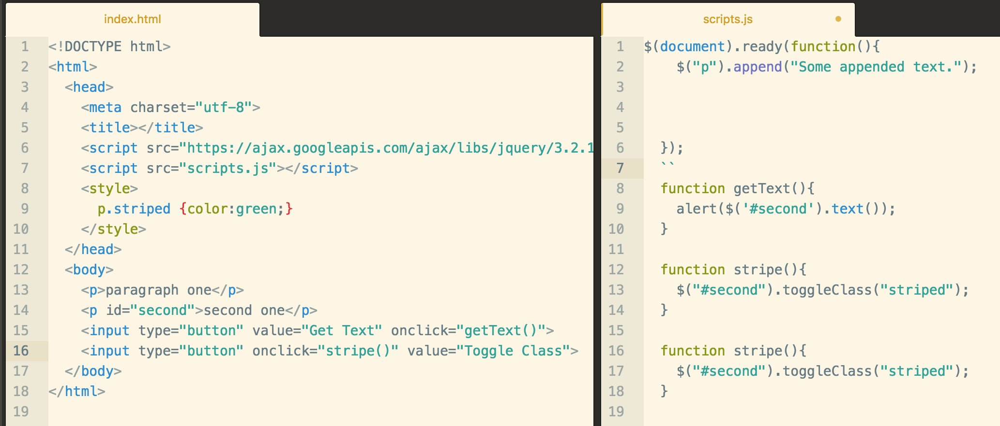 index.html
1 <!DOCTYPE html>
2 <html>
3   <head>
4     <meta charset="utf-8">
5     <title></title>
6     <script src="https://ajax.googleapis.com/ajax/libs/jquery/3.2.1
7     <script src="scripts.js"></script>
8     <style>
9       p.striped {color:green;}
10     </style>
11   </head>
12   <body>
13     <p>paragraph one</p>
14     <p id="second">second one</p>
15     <input type="button" value="Get Text" onclick="getText()">
16     <input type="button" onclick="stripe()" value="Toggle Class">
17   </body>
18 </html>
19
scripts.js
1 $(document).ready(function(){
2     $("p").append("Some appended text.");
3
4
5
6   });
7   ``
8   function getText(){
9     alert($('#second').text());
10   }
11
12   function stripe(){
13     $("#second").toggleClass("striped");
14   }
15
16   function stripe(){
17     $("#second").toggleClass("striped");
18   }
19